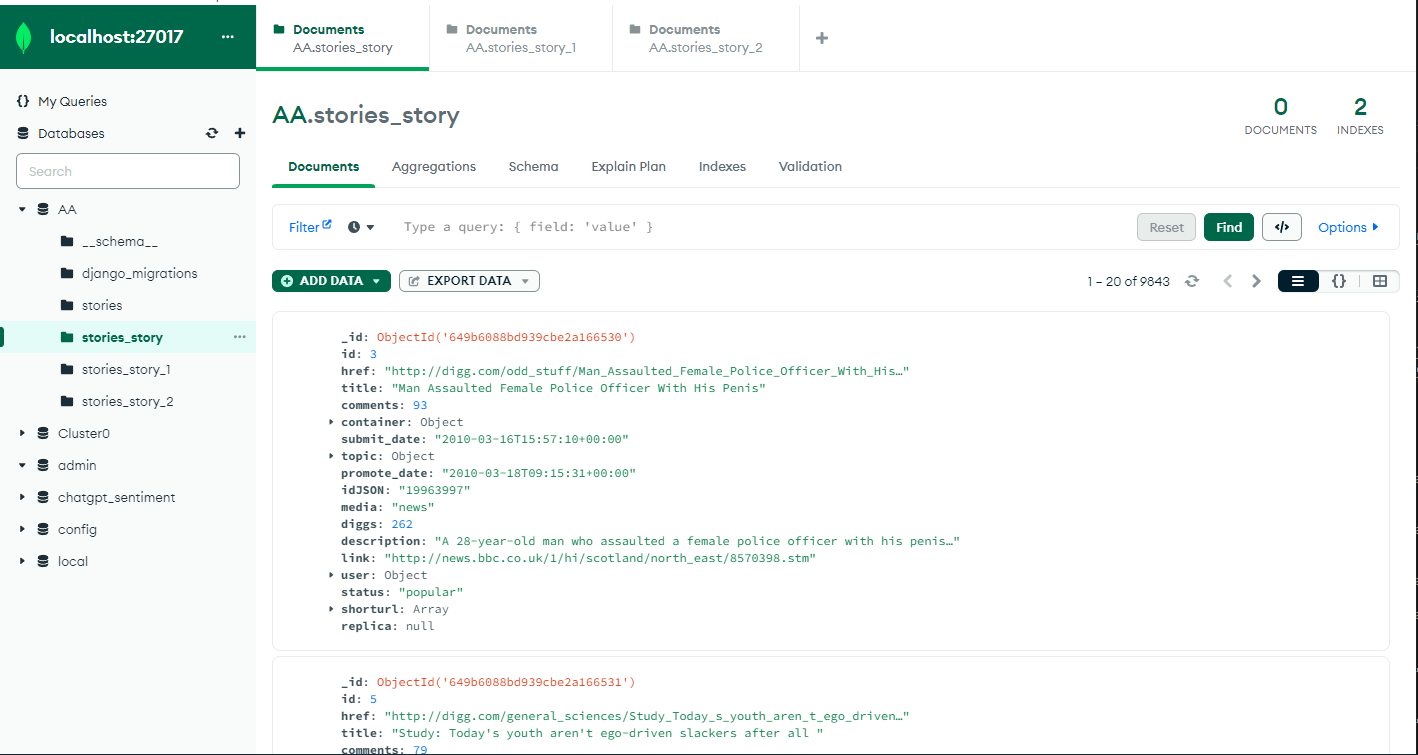 localhost:27017 ...
Documents
AA.stories_story
Documents
AA.stories_story_1
Documents
AA.stories_story_2
+
{} My Queries
Databases
Search
AA
__schema__
django_migrations
stories
stories_story ...
stories_story_1
stories_story_2
Cluster0
admin
chatgpt_sentiment
config
local
AA.stories_story
0
DOCUMENTS
2
INDEXES
Documents Aggregations Schema Explain Plan Indexes Validation
Filter Type a query: { field: 'value' } Reset Find </> Options
ADD DATA EXPORT DATA 1 – 20 of 9843 {}
_id: ObjectId('649b6088bd939cbe2a166530')
id: 3
href: "http://digg.com/odd_stuff/Man_Assaulted_Female_Police_Officer_With_His…"
title: "Man Assaulted Female Police Officer With His Penis"
comments: 93
container: Object
submit_date: "2010-03-16T15:57:10+00:00"
topic: Object
promote_date: "2010-03-18T09:15:31+00:00"
idJSON: "19963997"
media: "news"
diggs: 262
description: "A 28-year-old man who assaulted a female police officer with his penis…"
link: "http://news.bbc.co.uk/1/hi/scotland/north_east/8570398.stm"
user: Object
status: "popular"
shorturl: Array
replica: null
_id: ObjectId('649b6088bd939cbe2a166531')
id: 5
href: "http://digg.com/general_sciences/Study_Today_s_youth_aren_t_ego_driven…"
title: "Study: Today's youth aren't ego-driven slackers after all "
comments: 79